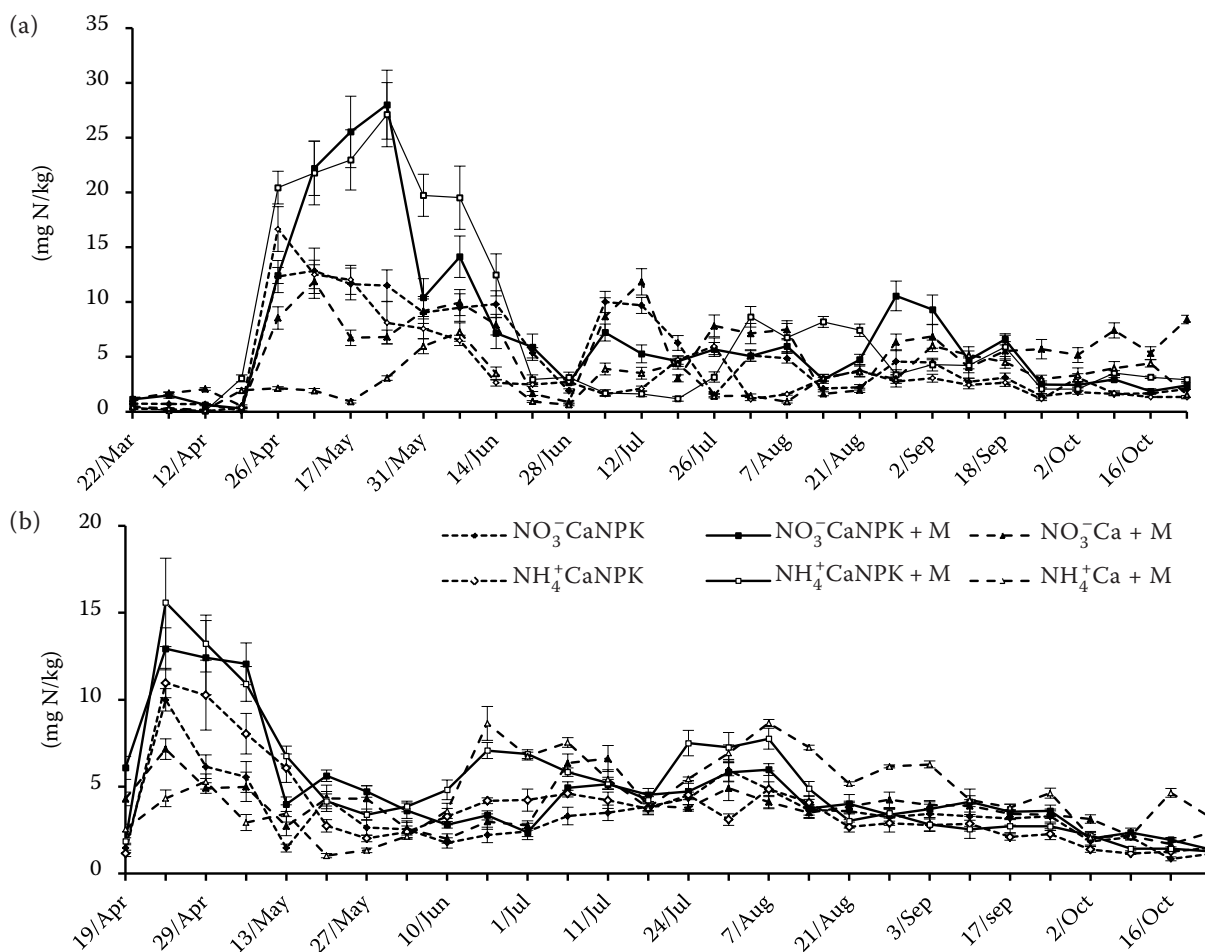 (a)
35
30
25
20
15
10
5
0
(mg N/kg)
22/Mar
12/Apr
26/Apr
17/May
31/May
14/Jun
28/Jun
12/Jul
26/Jul
7/Aug
21/Aug
2/Sep
18/Sep
2/Oct
16/Oct
(b)
20
15
10
5
0
(mg N/kg)
NO₃⁻CaNPK
NO₃⁻CaNPK + M
NO₃⁻Ca + M
NH₄⁺CaNPK
NH₄⁺CaNPK + M
NH₄⁺Ca + M
19/Apr
29/Apr
13/May
27/May
10/Jun
1/Jul
11/Jul
24/Jul
7/Aug
21/Aug
3/Sep
17/sep
2/Oct
16/Oct